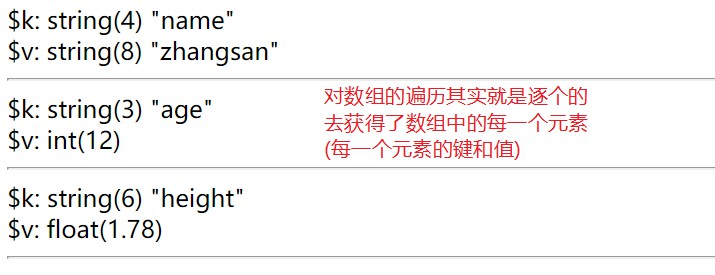 $k: string(4) "name"
$v: string(8) "zhangsan"
$k: string(3) "age"
$v: int(12)
对数组的遍历其实就是逐个的
去获得了数组中的每一个元素
(每一个元素的键和值)
$k: string(6) "height"
$v: float(1.78)